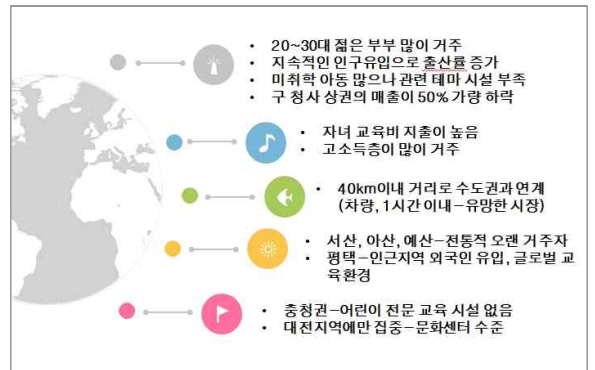 • 20~30대 젊은 부부 많이 거주
• 지속적인 인구유입으로 출산률 증가
• 미취학 아동 많으나 관련 테마 시설 부족
• 구 청사 상권의 매출이 50% 가량 하락
• 자녀 교육비 지출이 높음
• 고소득층이 많이 거주
• 40km이내 거리로 수도권과 연계
(차량, 1시간 이내-유망한 시장)
• 서산, 아산, 예산-전통적 오랜 거주자
• 평택-인근지역 외국인 유입, 글로벌 교
육환경
• 충청권-어린이 전문 교육 시설 없음
• 대전지역에만 집중-문화센터 수준